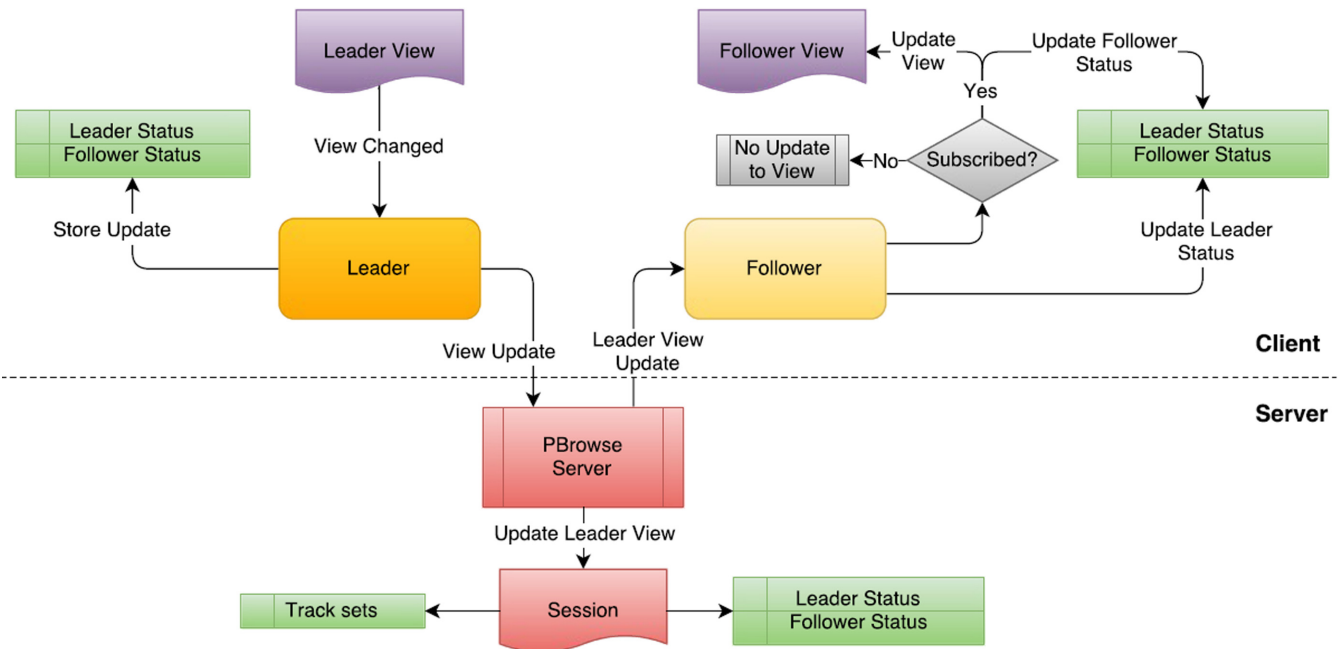 Leader View
Follower View
Update
View
Update Follower
Status
Yes
Leader Status
Follower Status
View Changed
No Update
to View
No
Subscribed?
Leader Status
Follower Status
Store Update
Leader
Follower
Update Leader
Status
View Update
Leader View
Update
Client
Server
PBrowse
Server
Update Leader View
Track sets
Session
Leader Status
Follower Status